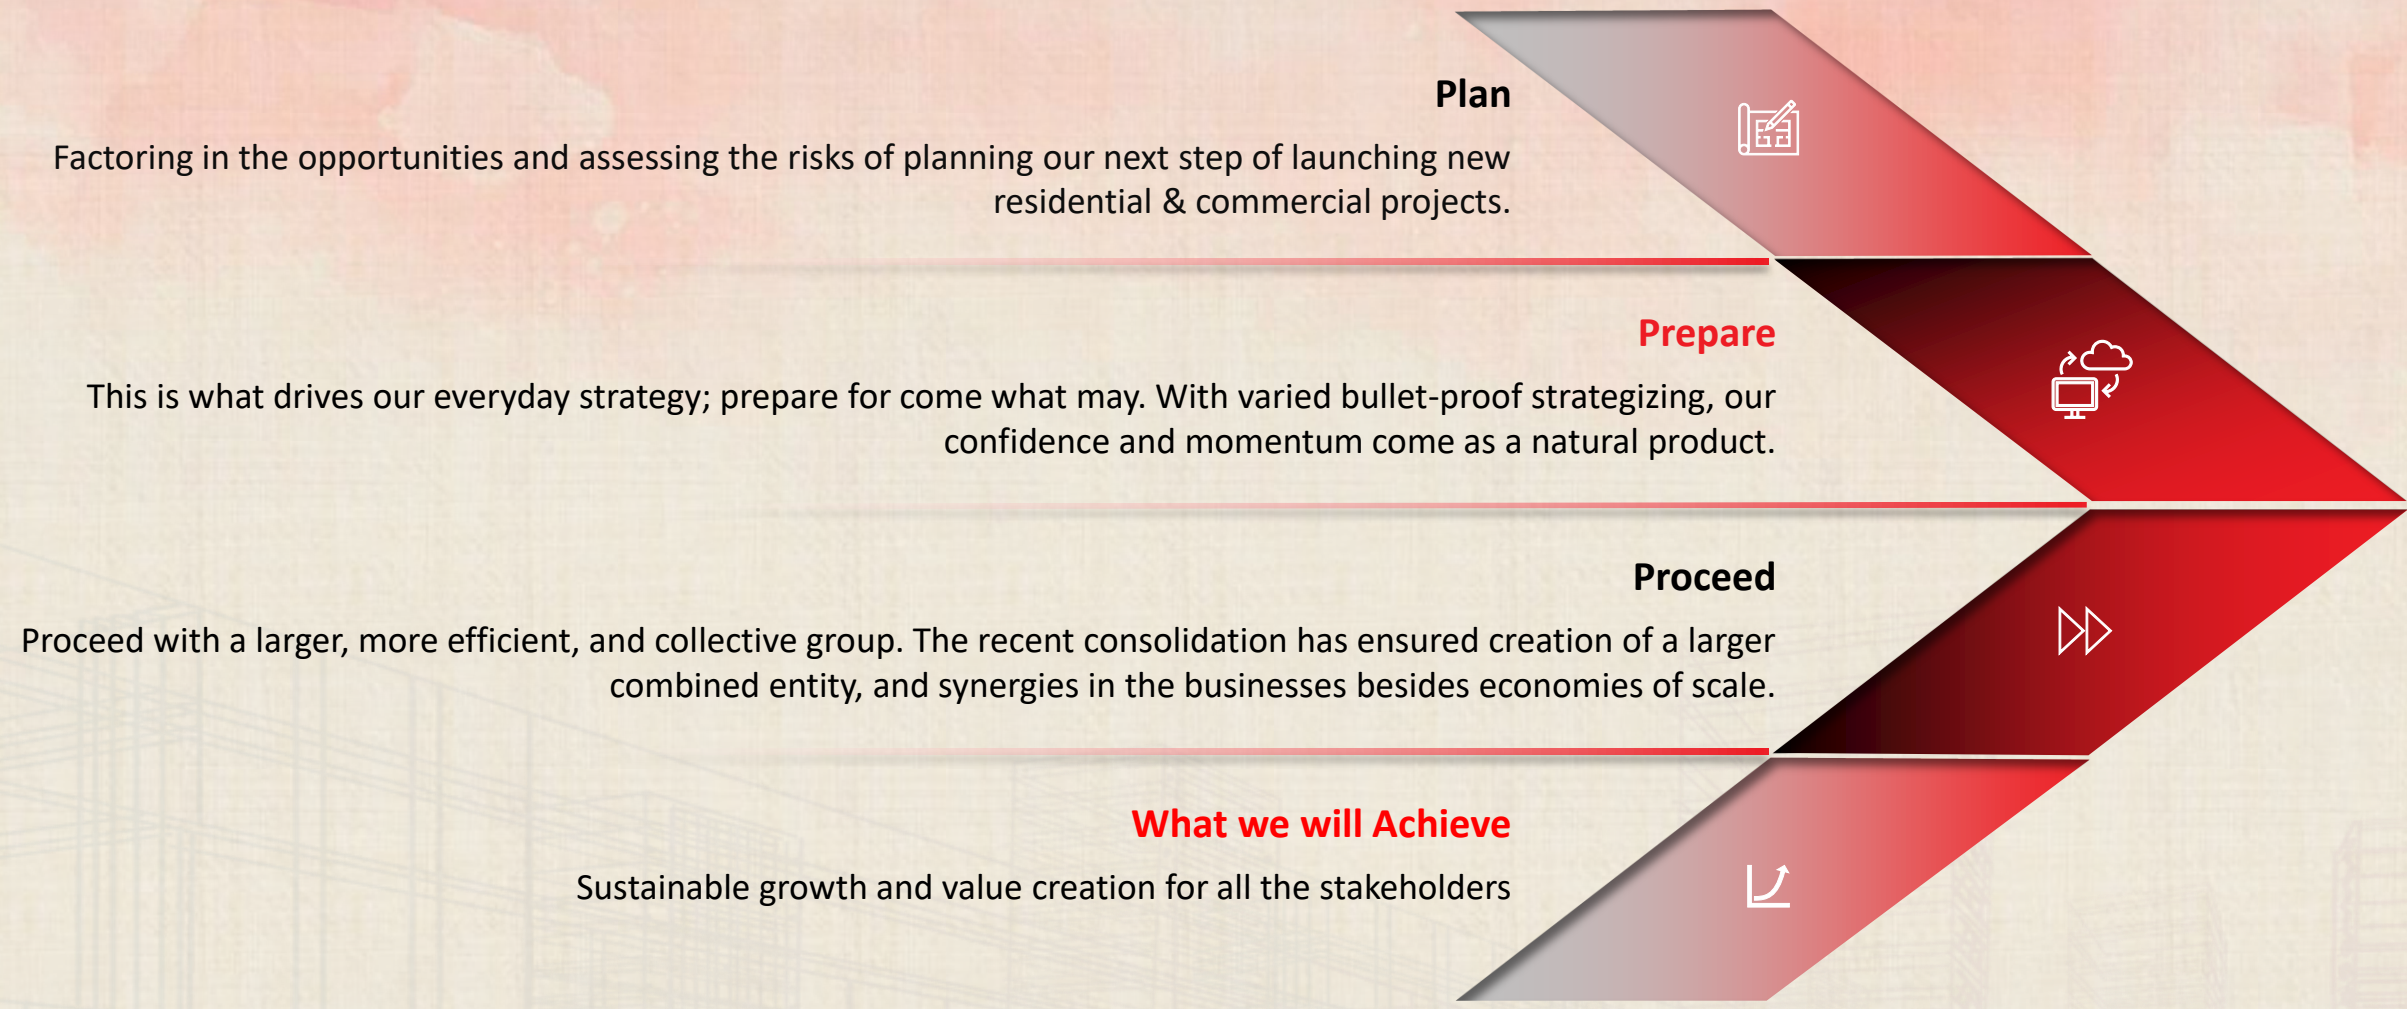 Plan
Factoring in the opportunities and assessing the risks of planning our next step of launching new
residential & commercial projects.
Prepare
This is what drives our everyday strategy; prepare for come what may. With varied bullet-proof strategizing, our
confidence and momentum come as a natural product.
Proceed
Proceed with a larger, more efficient, and collective group. The recent consolidation has ensured creation of a larger
combined entity, and synergies in the businesses besides economies of scale.
What we will Achieve
Sustainable growth and value creation for all the stakeholders